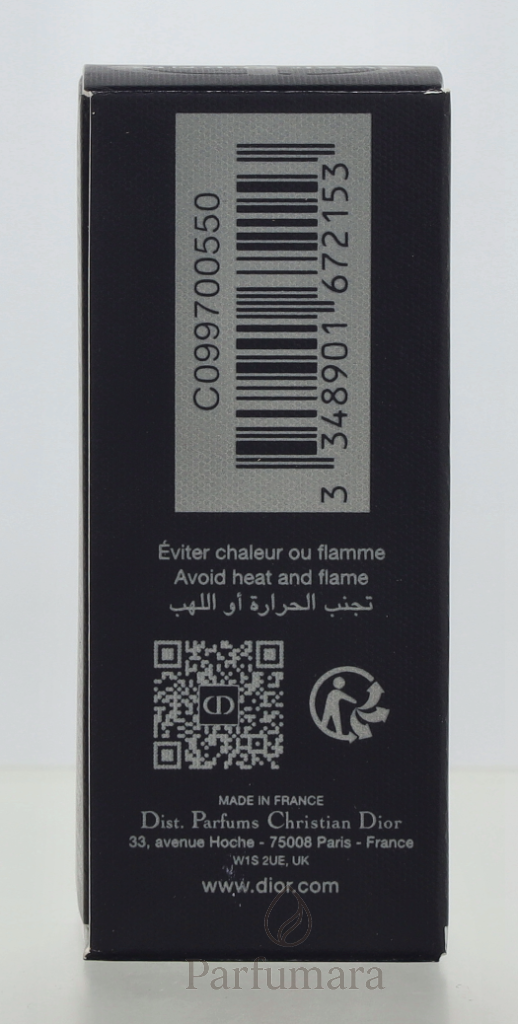 C099700550
3 348901 672153
Éviter chaleur ou flamme
Avoid heat and flame
تجنب الحرارة أو اللهب
CD
MADE IN FRANCE
Dist. Parfums Christian Dior
33, avenue Hoche - 75008 Paris - France
W1S 2UE, UK
www.dior.com
Parfumara